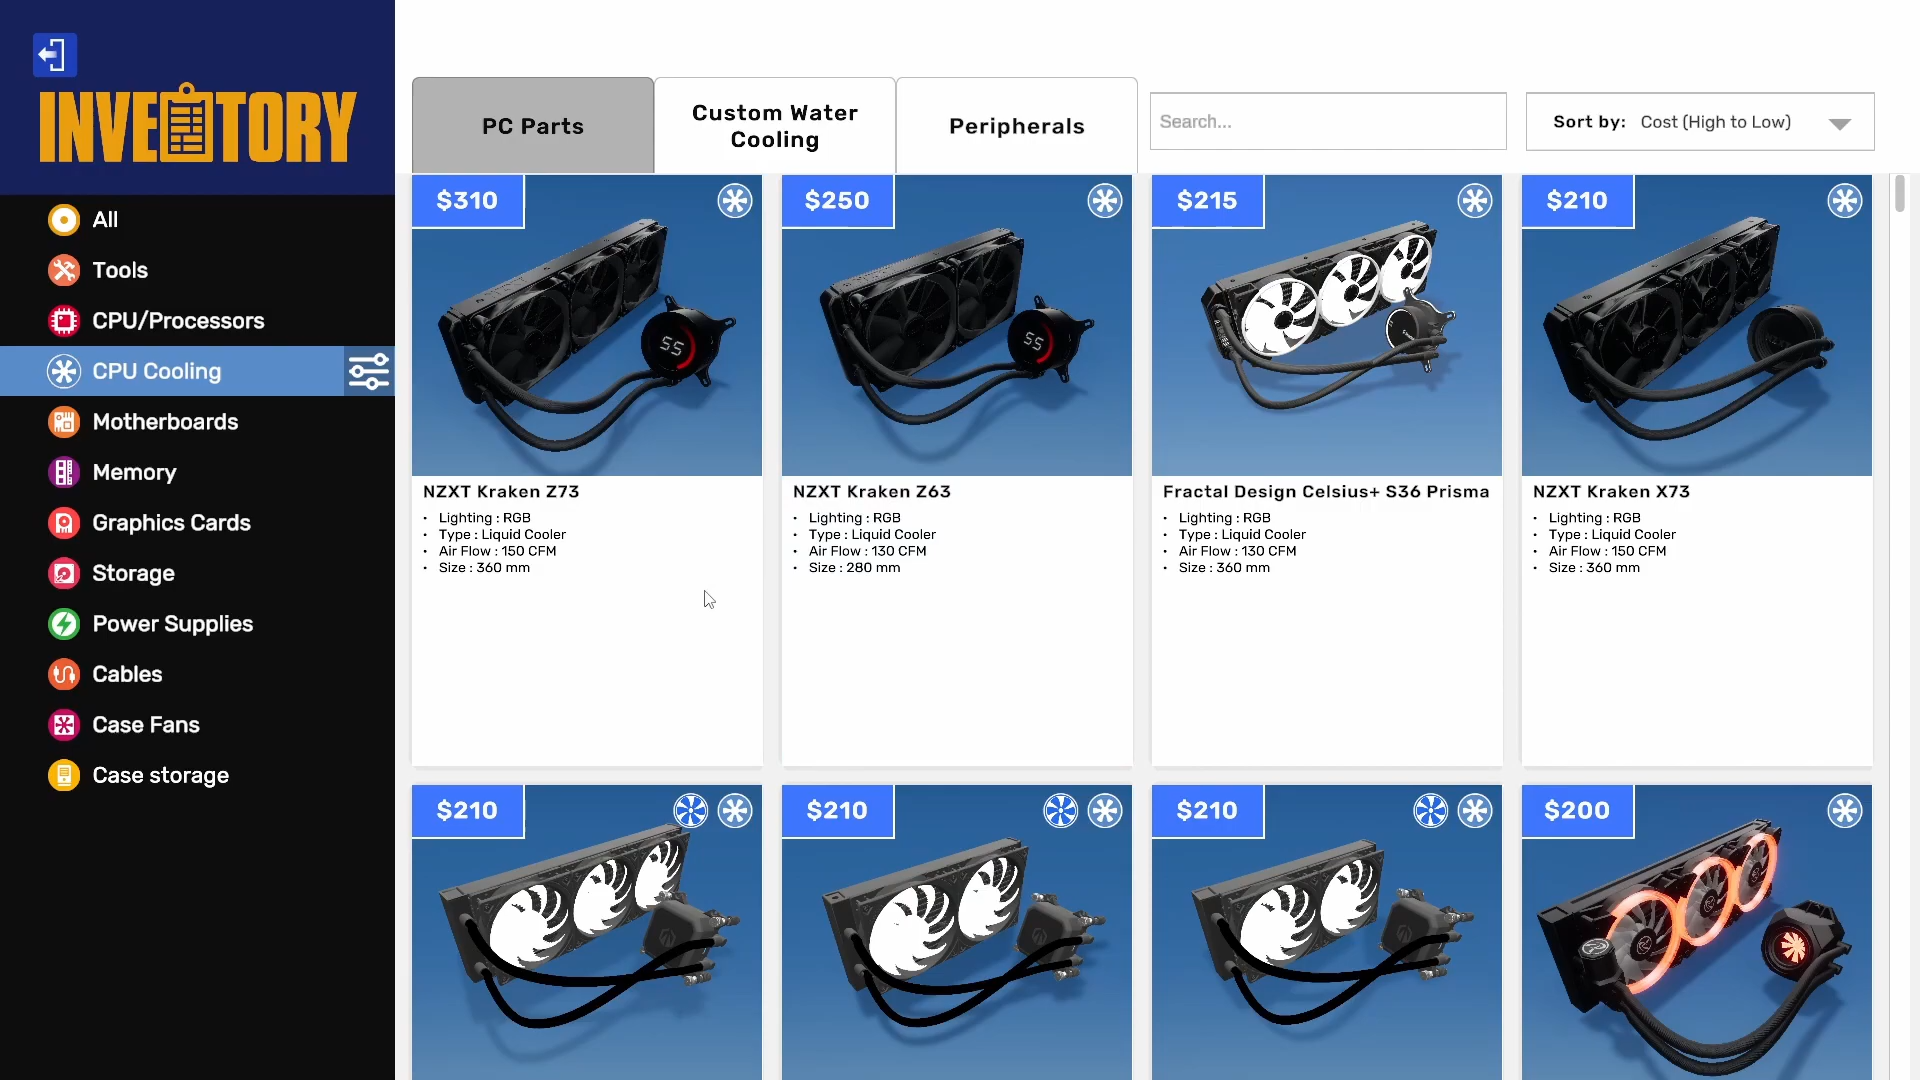 INVENTORY
PC Parts
Custom Water
Cooling
Peripherals
Search...
Sort by: Cost (High to Low)
All
Tools
CPU/Processors
CPU Cooling
Motherboards
Memory
Graphics Cards
Storage
Power Supplies
Cables
Case Fans
Case storage
$310
55
NZXT Kraken Z73
• Lighting : RGB
• Type : Liquid Cooler
• Air Flow : 150 CFM
• Size : 360 mm
$250
55
NZXT Kraken Z63
• Lighting : RGB
• Type : Liquid Cooler
• Air Flow : 130 CFM
• Size : 280 mm
$215
Fractal Design Celsius+ S36 Prisma
• Lighting : RGB
• Type : Liquid Cooler
• Air Flow : 130 CFM
• Size : 360 mm
$210
NZXT Kraken X73
• Lighting : RGB
• Type : Liquid Cooler
• Air Flow : 150 CFM
• Size : 360 mm
$210
$210
$210
$200